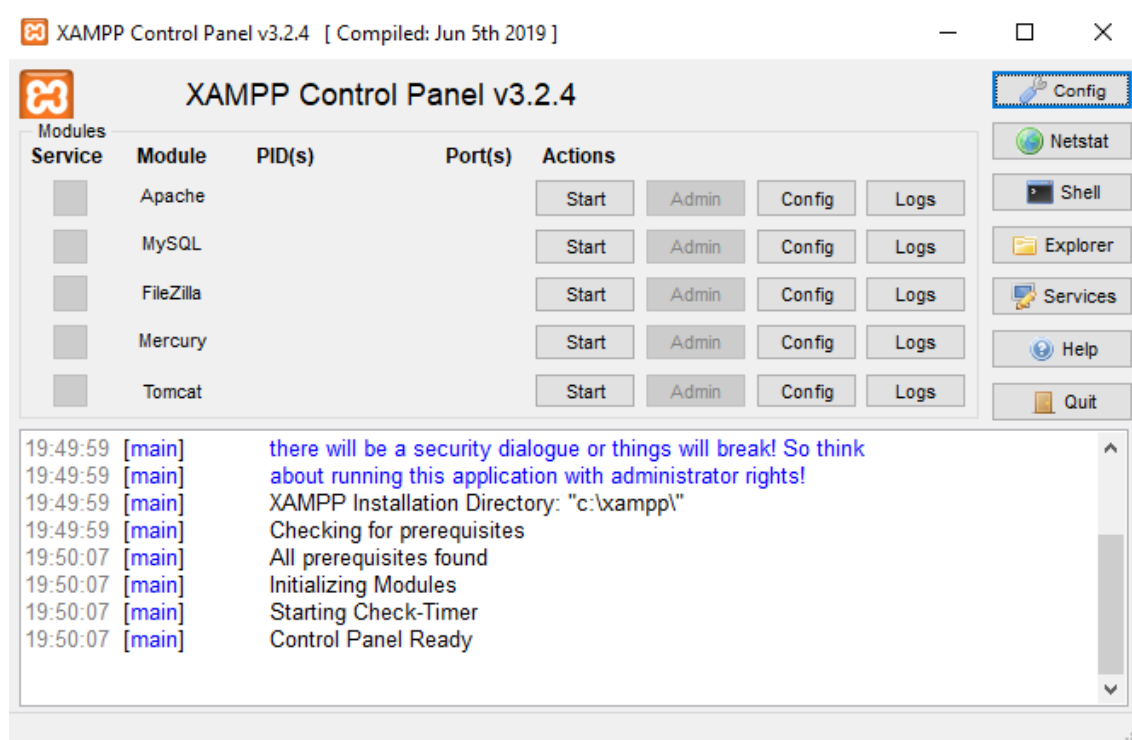 XAMPP Control Panel v3.2.4 [ Compiled: Jun 5th 2019 ]
XAMPP Control Panel v3.2.4
Config
Modules
Service Module PID(s) Port(s) Actions
Netstat
Apache Start Admin Config Logs
Shell
MySQL Start Admin Config Logs
Explorer
FileZilla Start Admin Config Logs
Services
Mercury Start Admin Config Logs
Help
Tomcat Start Admin Config Logs
Quit
19:49:59 [main] there will be a security dialogue or things will break! So think
19:49:59 [main] about running this application with administrator rights!
19:49:59 [main] XAMPP Installation Directory: "c:\xampp\"
19:49:59 [main] Checking for prerequisites
19:50:07 [main] All prerequisites found
19:50:07 [main] Initializing Modules
19:50:07 [main] Starting Check-Timer
19:50:07 [main] Control Panel Ready